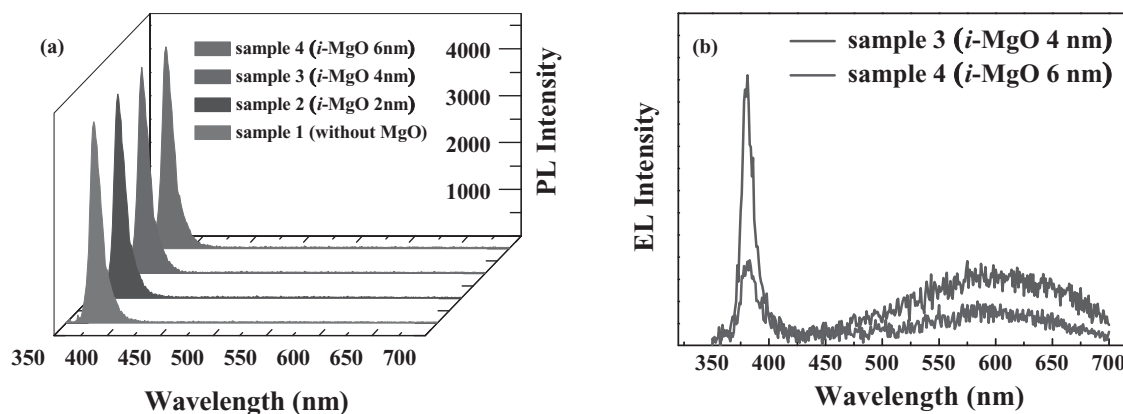 (a)
sample 4 (i-MgO 6nm)
sample 3 (i-MgO 4nm)
sample 2 (i-MgO 2nm)
sample 1 (without MgO)
4000
3000
2000
1000
PL Intensity
350 400 450 500 550 600 650 700
Wavelength (nm)
(b)
sample 3 (i-MgO 4 nm)
sample 4 (i-MgO 6 nm)
EL Intensity
350 400 450 500 550 600 650 700
Wavelength (nm)